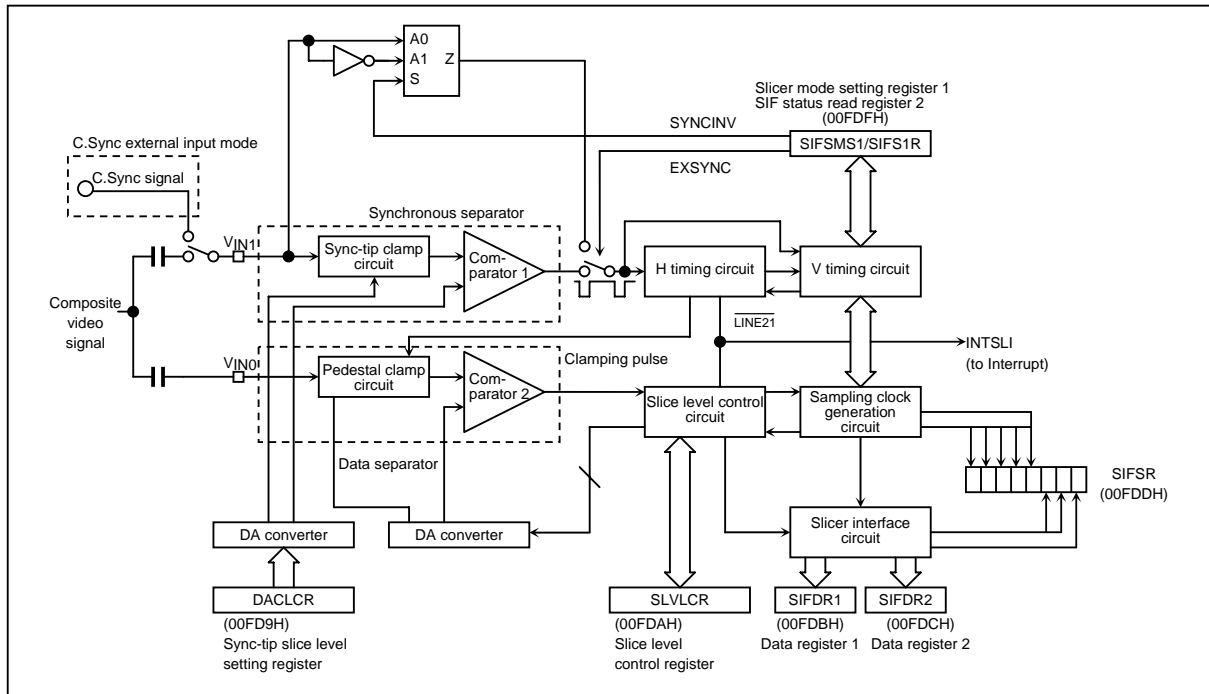 A0
A1
Z
S
Slicer mode setting register 1
SIF status read register 2
(00FDFH)
SYNCINV
SIFSMS1/SIFS1R
EXSYNC
C.Sync external input mode
C.Sync signal
Synchronous separator
VIN1
Sync-tip clamp
circuit
Com-
parator 1
H timing circuit
V timing circuit
Composite
video
signal
LINE21
INTSLI
(to Interrupt)
VIN0
Clamping pulse
Pedestal clamp
circuit
Com-
parator 2
Slice level control
circuit
Sampling clock
generation
circuit
Data separator
SIFSR
(00FDDH)
DA converter
DA converter
Slicer interface
circuit
DACLCR
SLVLCR
SIFDR1
SIFDR2
(00FD9H)
Sync-tip slice level
setting register
(00FDAH)
Slice level
control register
(00FDBH)
Data register 1
(00FDCH)
Data register 2